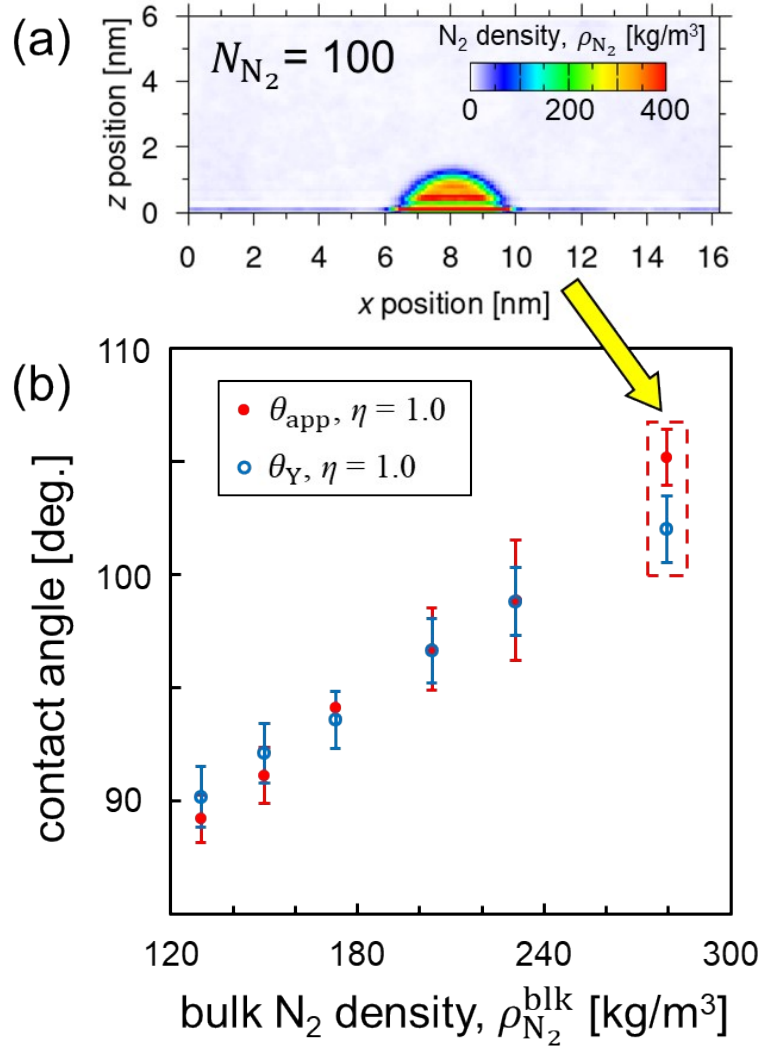 (a)
N_N₂ = 100
N₂ density, ρ_N₂ [kg/m³]
0 200 400
z position [nm]
6
4
2
0
0 2 4 6 8 10 12 14 16
x position [nm]
(b)
contact angle [deg.]
110
100
90
θ_app, η = 1.0
θ_Y, η = 1.0
120 180 240 300
bulk N₂ density, ρ_N₂^blk [kg/m³]